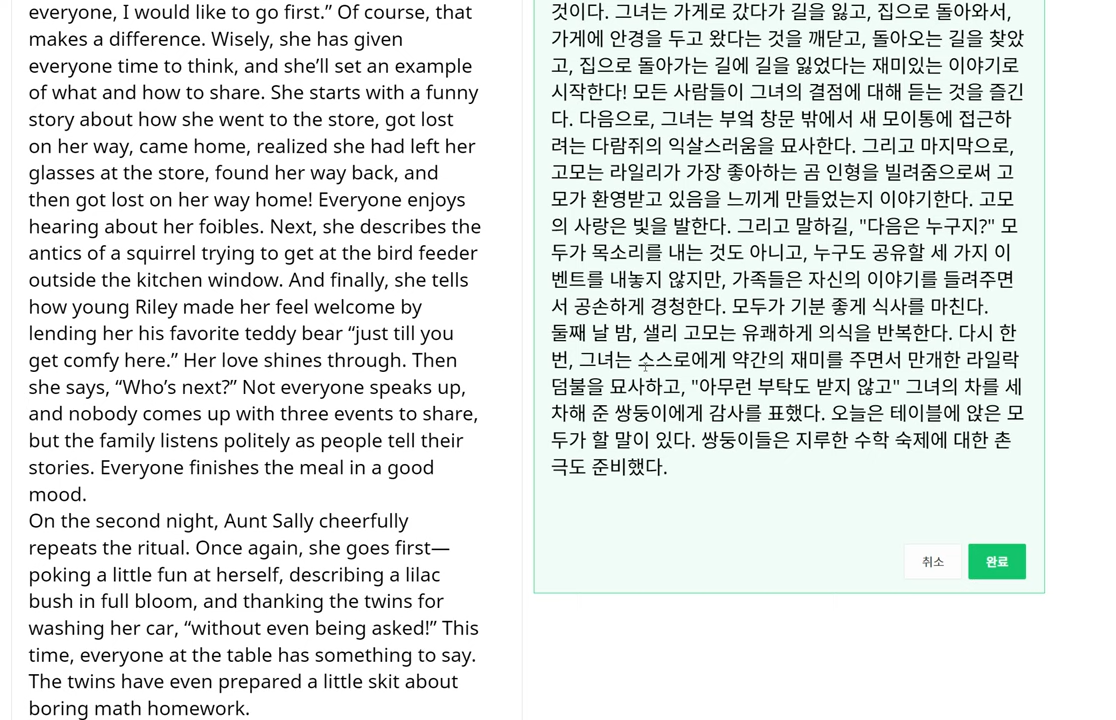 everyone, I would like to go first.” Of course, that
makes a difference. Wisely, she has given
everyone time to think, and she’ll set an example
of what and how to share. She starts with a funny
story about how she went to the store, got lost
on her way, came home, realized she had left her
glasses at the store, found her way back, and
then got lost on her way home! Everyone enjoys
hearing about her foibles. Next, she describes the
antics of a squirrel trying to get at the bird feeder
outside the kitchen window. And finally, she tells
how young Riley made her feel welcome by
lending her his favorite teddy bear “just till you
get comfy here.” Her love shines through. Then
she says, “Who’s next?” Not everyone speaks up,
and nobody comes up with three events to share,
but the family listens politely as people tell their
stories. Everyone finishes the meal in a good
mood.
On the second night, Aunt Sally cheerfully
repeats the ritual. Once again, she goes first—
poking a little fun at herself, describing a lilac
bush in full bloom, and thanking the twins for
washing her car, “without even being asked!” This
time, everyone at the table has something to say.
The twins have even prepared a little skit about
boring math homework.
것이다. 그녀는 가게로 갔다가 길을 잃고, 집으로 돌아와서,
가게에 안경을 두고 왔다는 것을 깨닫고, 돌아오는 길을 찾았
고, 집으로 돌아가는 길에 길을 잃었다는 재미있는 이야기로
시작한다! 모든 사람들이 그녀의 결점에 대해 듣는 것을 즐긴
다. 다음으로, 그녀는 부엌 창문 밖에서 새 모이통에 접근하
려는 다람쥐의 익살스러움을 묘사한다. 그리고 마지막으로,
고모는 라일리가 가장 좋아하는 곰 인형을 빌려줌으로써 고
모가 환영받고 있음을 느끼게 만들었는지 이야기한다. 고모
의 사랑은 빛을 발한다. 그리고 말하길, "다음은 누구지?" 모
두가 목소리를 내는 것도 아니고, 누구도 공유할 세 가지 이
벤트를 내놓지 않지만, 가족들은 자신의 이야기를 들려주면
서 공손하게 경청한다. 모두가 기분 좋게 식사를 마친다.
둘째 날 밤, 샐리 고모는 유쾌하게 의식을 반복한다. 다시 한
번, 그녀는 스스로에게 약간의 재미를 주면서 만개한 라일락
덤불을 묘사하고, "아무런 부탁도 받지 않고" 그녀의 차를 세
차해 준 쌍둥이에게 감사를 표했다. 오늘은 테이블에 앉은 모
두가 할 말이 있다. 쌍둥이들은 지루한 수학 숙제에 대한 촌
극도 준비했다.
취소
완료